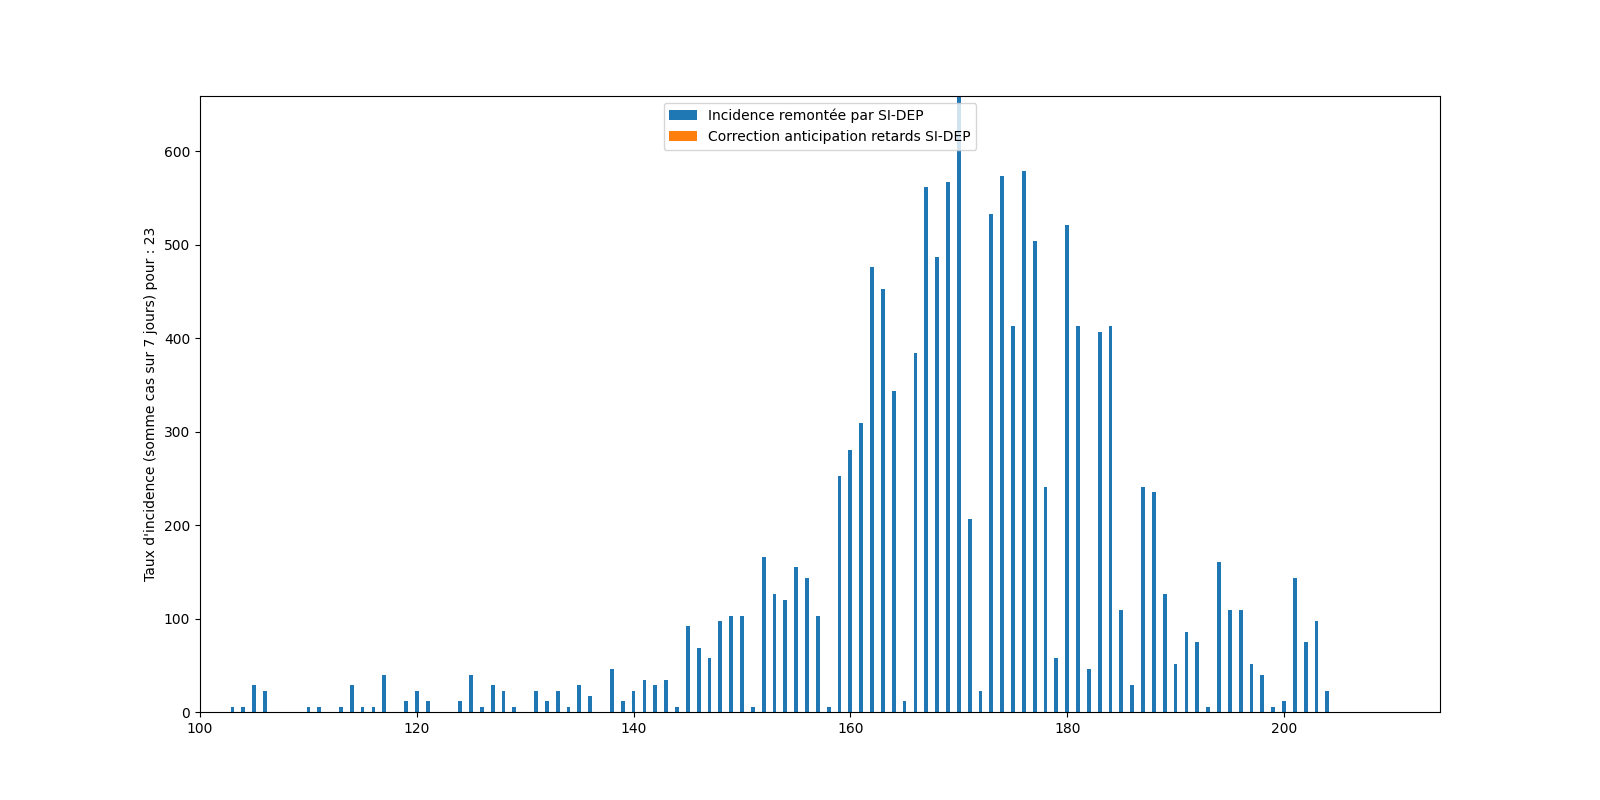 Incidence remontée par SI-DEP
Correction anticipation retards SI-DEP
Taux d'incidence (somme cas sur 7 jours) pour : 23
600
500
400
300
200
100
0
100 120 140 160 180 200